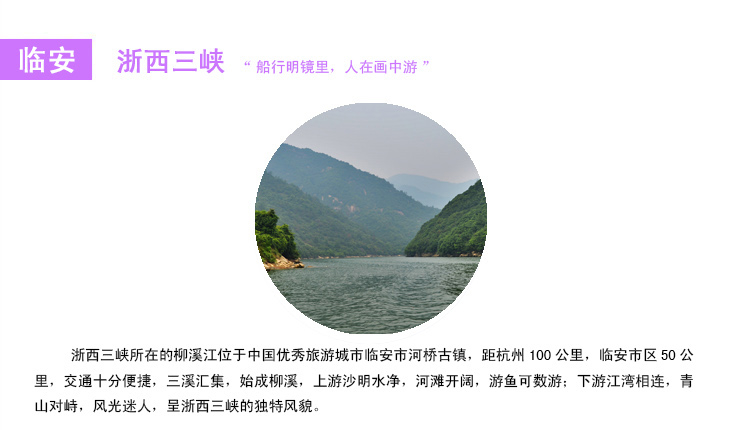 临安 浙西三峡 “ 船行明镜里，人在画中游 ”
浙西三峡所在的柳溪江位于中国优秀旅游城市临安市河桥古镇，距杭州 100 公里，临安市区 50 公
里，交通十分便捷，三溪汇集，始成柳溪，上游沙明水净，河滩开阔，游鱼可数游；下游江湾相连，青
山对峙，风光迷人，呈浙西三峡的独特风貌。